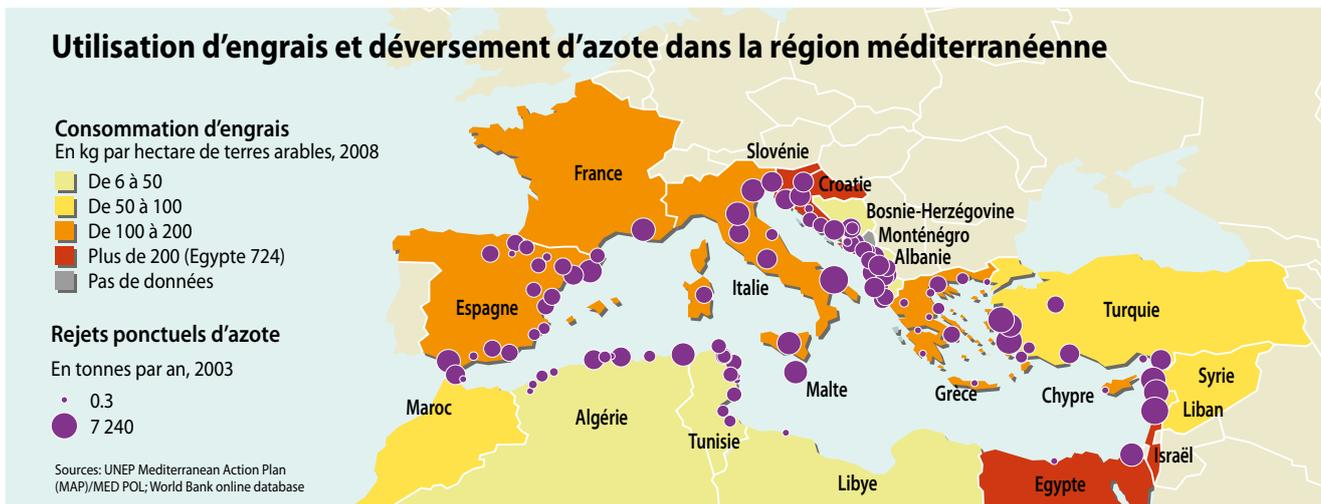 Utilisation d'engrais et déversement d'azote dans la région méditerranéenne
Consommation d'engrais
En kg par hectare de terres arables, 2008
De 6 à 50
De 50 à 100
De 100 à 200
Plus de 200 (Egypte 724)
Pas de données
Rejets ponctuels d'azote
En tonnes par an, 2003
0.3
7 240
Sources: UNEP Mediterranean Action Plan
(MAP)/MED POL; World Bank online database
Slovénie
France
Croatie
Bosnie-Herzégovine
Monténégro
Albanie
Italie
Espagne
Turquie
Syrie
Malte
Grèce
Chypre
Maroc
Algérie
Liban
Tunisie
Israël
Libye
Egypte